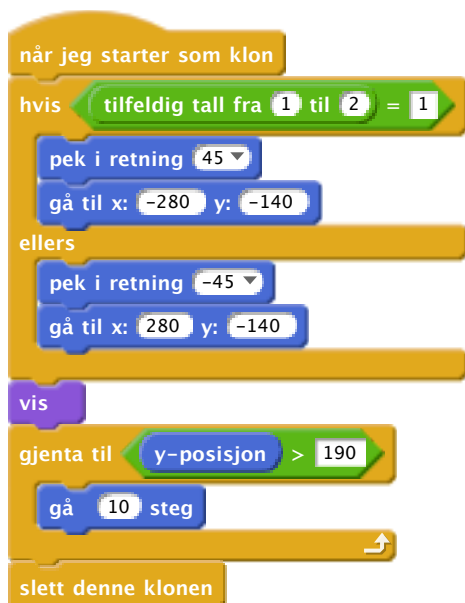 når jeg starter som klon
hvis tilfeldig tall fra 1 til 2 = 1
pek i retning 45
gå til x: -280 y: -140
ellers
pek i retning -45
gå til x: 280 y: -140
vis
gjenta til y-posisjon > 190
gå 10 steg
slett denne klonen